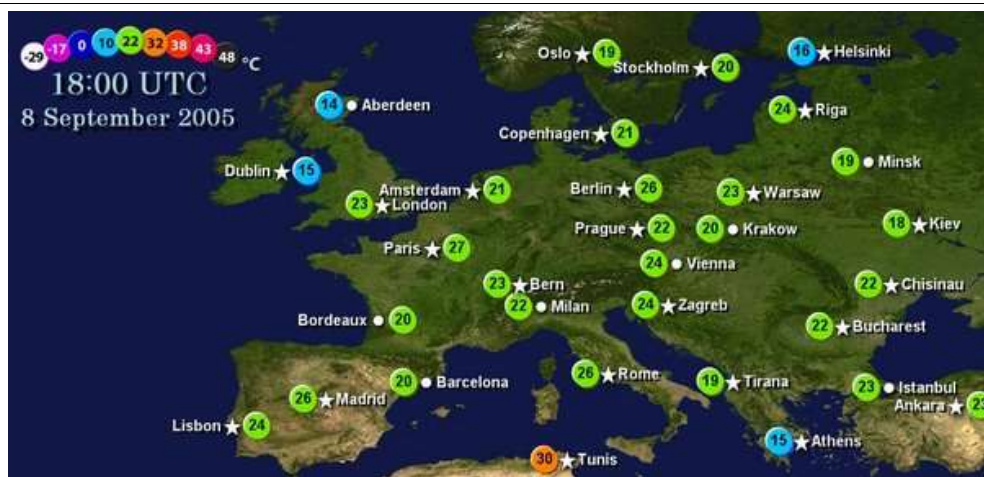 -29 -17 0 10 22 32 38 43 48 °C
18:00 UTC
8 September 2005
Oslo 19
16 Helsinki
Stockholm 20
14 Aberdeen
24 Riga
Copenhagen 21
19 Minsk
Dublin 15
Amsterdam 21
Berlin 26
23 Warsaw
23 London
18 Kiev
Prague 22
20 Krakow
Paris 27
24 Vienna
23 Bern
22 Chisinau
22 Milan
24 Zagreb
Bordeaux 20
22 Bucharest
26 Rome
19 Tirana
20 Barcelona
23 Istanbul
26 Madrid
Ankara 23
Lisbon 24
15 Athens
30 Tunis